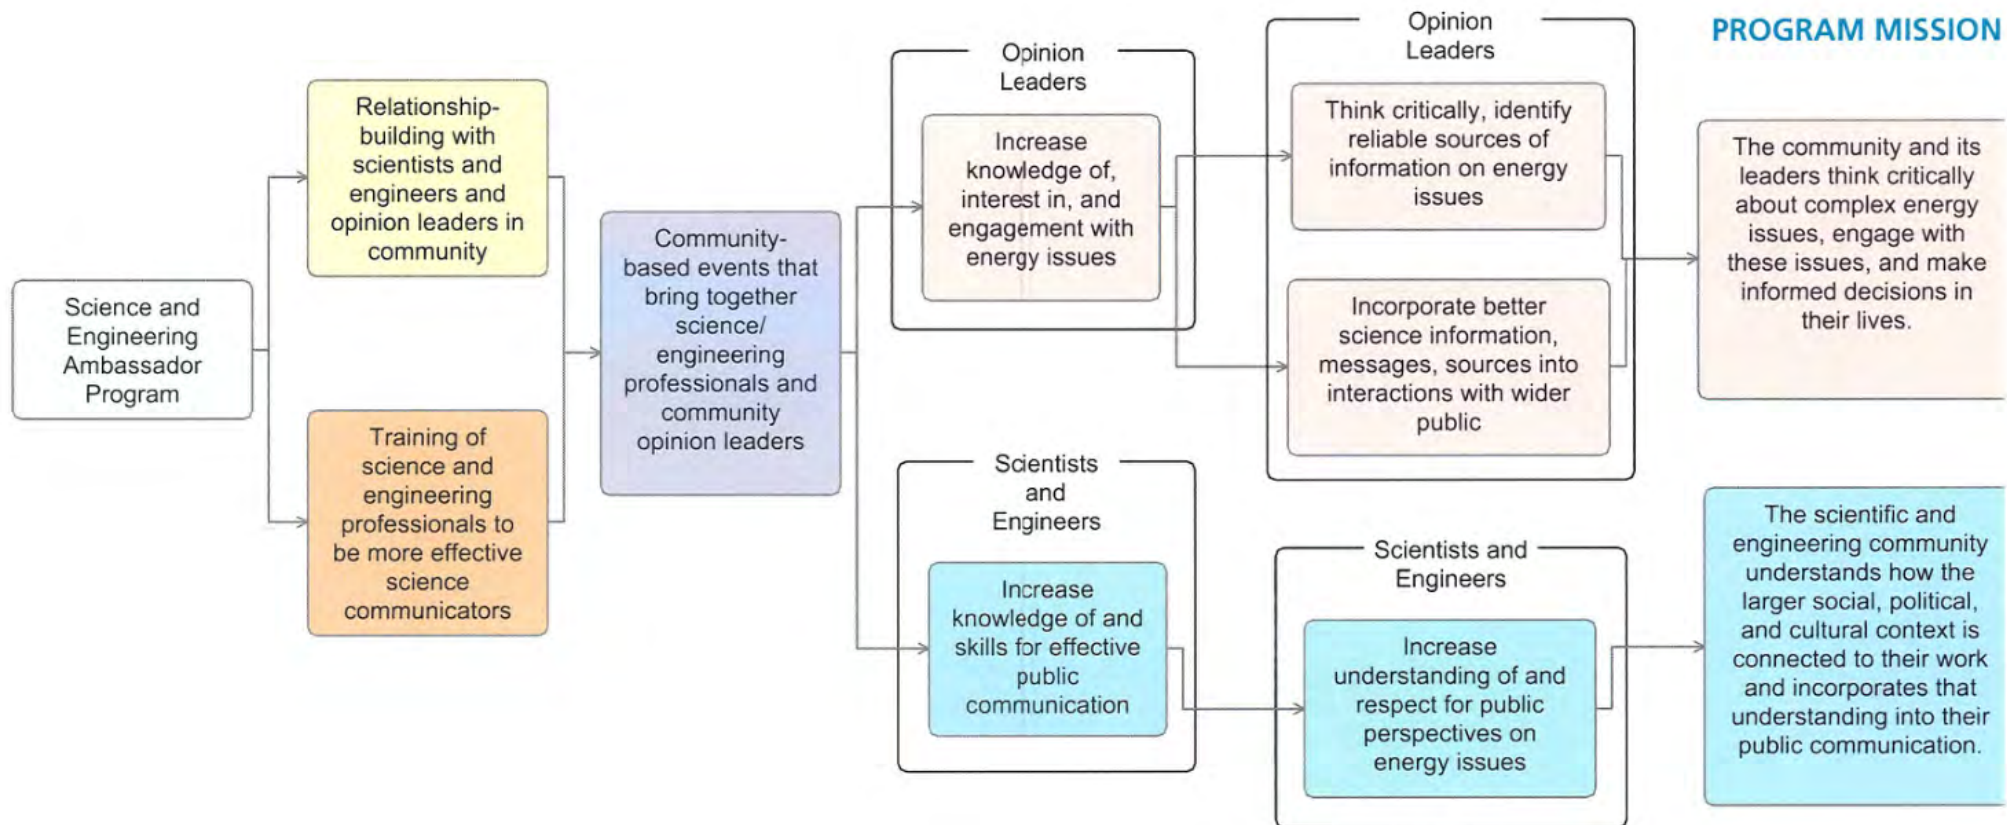 PROGRAM MISSION
Science and
Engineering
Ambassador
Program
Relationship-
building with
scientists and
engineers and
opinion leaders in
community
Training of
science and
engineering
professionals to
be more effective
science
communicators
Community-
based events that
bring together
science/
engineering
professionals and
community
opinion leaders
Opinion
Leaders
Increase
knowledge of,
interest in, and
engagement with
energy issues
Opinion
Leaders
Think critically, identify
reliable sources of
information on energy
issues
Incorporate better
science information,
messages, sources into
interactions with wider
public
The community and its
leaders think critically
about complex energy
issues, engage with
these issues, and make
informed decisions in
their lives.
Scientists
and
Engineers
Increase
knowledge of and
skills for effective
public
communication
Scientists and
Engineers
Increase
understanding of and
respect for public
perspectives on
energy issues
The scientific and
engineering community
understands how the
larger social, political,
and cultural context is
connected to their work
and incorporates that
understanding into their
public communication.